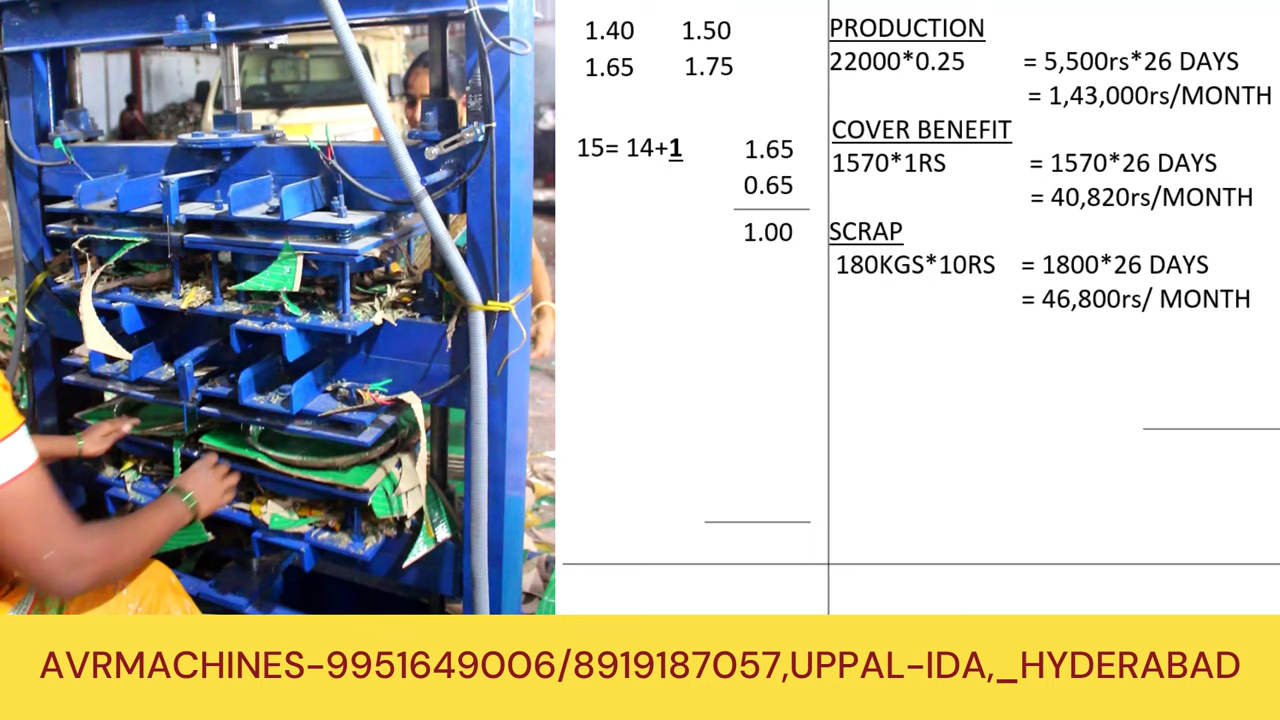 1.40 1.50
1.65 1.75
15= 14+1
1.65
0.65
1.00
PRODUCTION
22000*0.25 = 5,500rs*26 DAYS
= 1,43,000rs/MONTH
COVER BENEFIT
1570*1RS = 1570*26 DAYS
= 40,820rs/MONTH
SCRAP
180KGS*10RS = 1800*26 DAYS
= 46,800rs/ MONTH
AVRMACHINES-9951649006/8919187057,UPPAL-IDA,_HYDERABAD